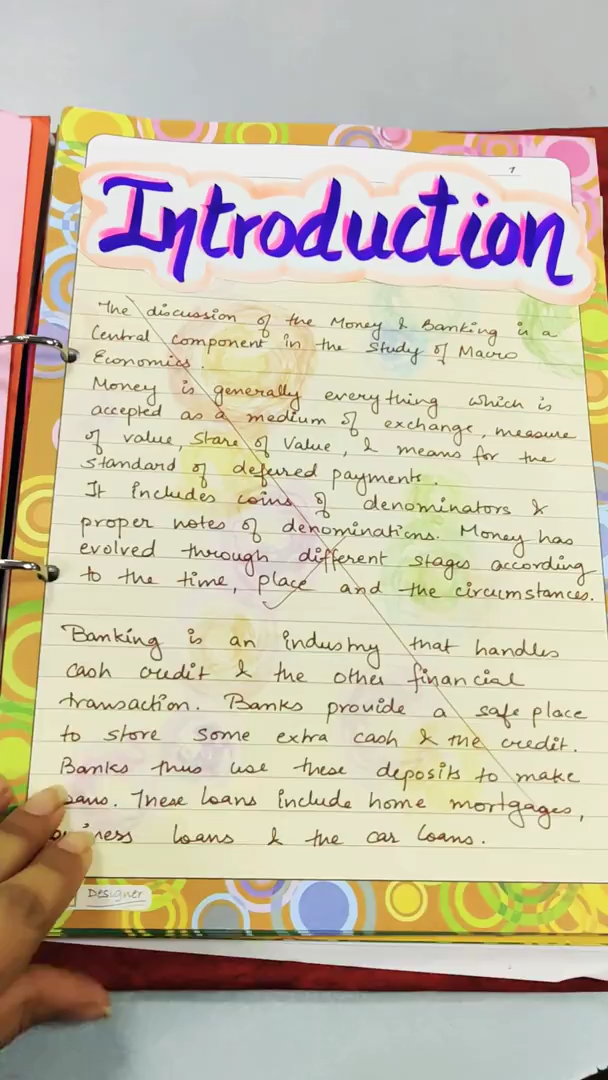 1
Introduction
The discussion of the Money & Banking is a
Central component in the Study of Macro
Economics.
Money is generally everything which is
accepted as a medium of exchange, measure
of value, Store of Value, & means for the
standard of defered payments.
It includes coins of denominators &
proper notes of denominations. Money has
evolved through different stages according
to the time, place and the circumstances.
Banking is an industry that handles
cash credit & the other financial
transaction. Banks provide a safe place
to store some extra cash & the credit.
Banks thus use these deposits to make
oans. These loans include home mortgages,
loans & the car loans.
Designer